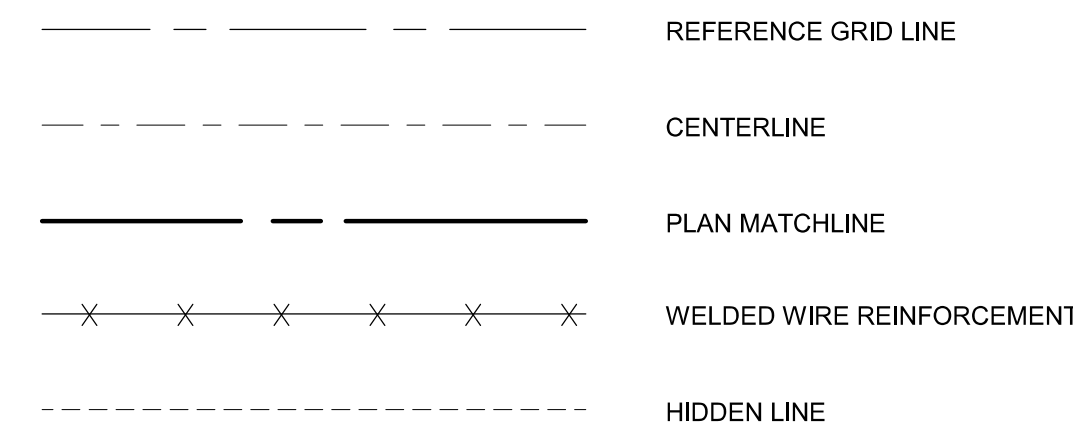 REFERENCE GRID LINE
CENTERLINE
PLAN MATCHLINE
WELDED WIRE REINFORCEMENT
HIDDEN LINE